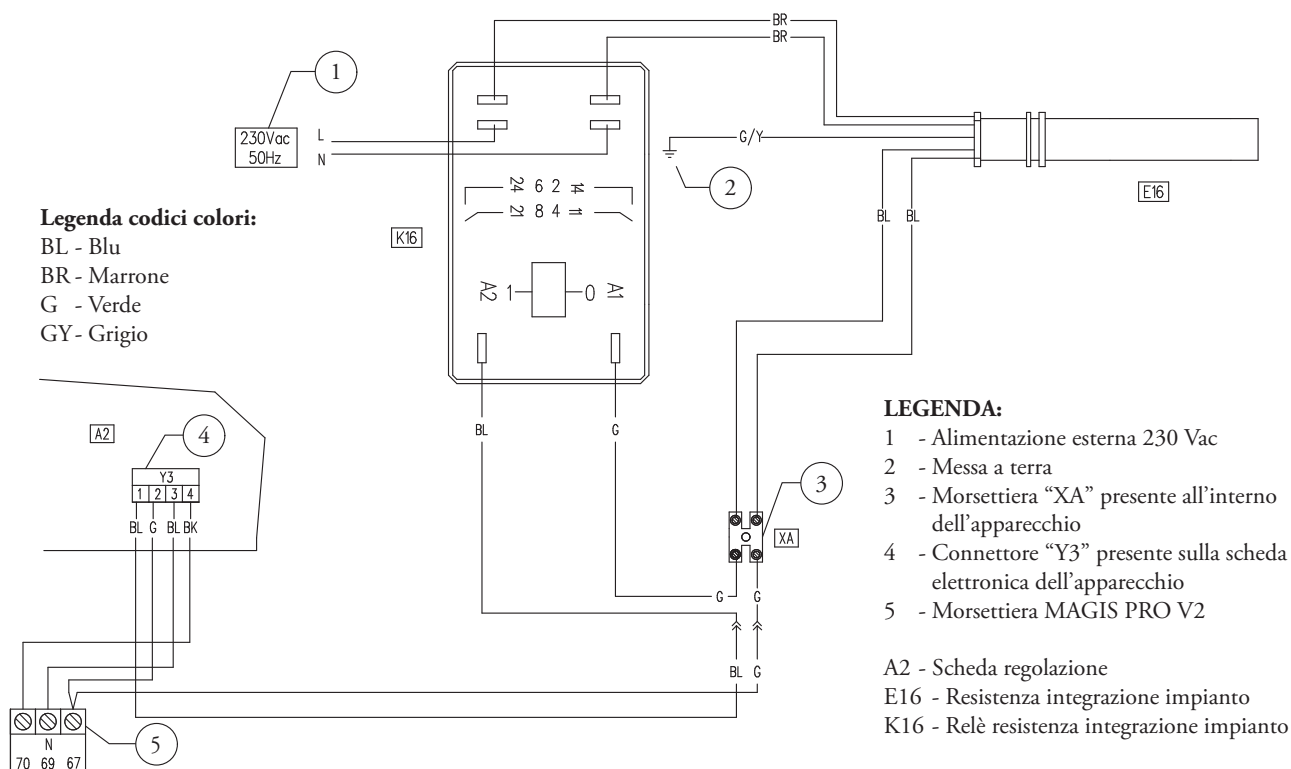 BR
BR
1
230Vac
50Hz
L
N
G/Y
2
E16
24 6 2 14
21 8 4 11
K16
A2 1 0 A1
BL BL
Legenda codici colori:
BL - Blu
BR - Marrone
G - Verde
GY - Grigio
A2
4
Y3
1 2 3 4
BL G BL BK
BL
G
3
XA
G G
BL G
N
70 69 67
5
LEGENDA:
1 - Alimentazione esterna 230 Vac
2 - Messa a terra
3 - Morsettiera “XA” presente all’interno
dell’apparecchio
4 - Connettore “Y3” presente sulla scheda
elettronica dell’apparecchio
5 - Morsettiera MAGIS PRO V2
A2 - Scheda regolazione
E16 - Resistenza integrazione impianto
K16 - Relè resistenza integrazione impianto